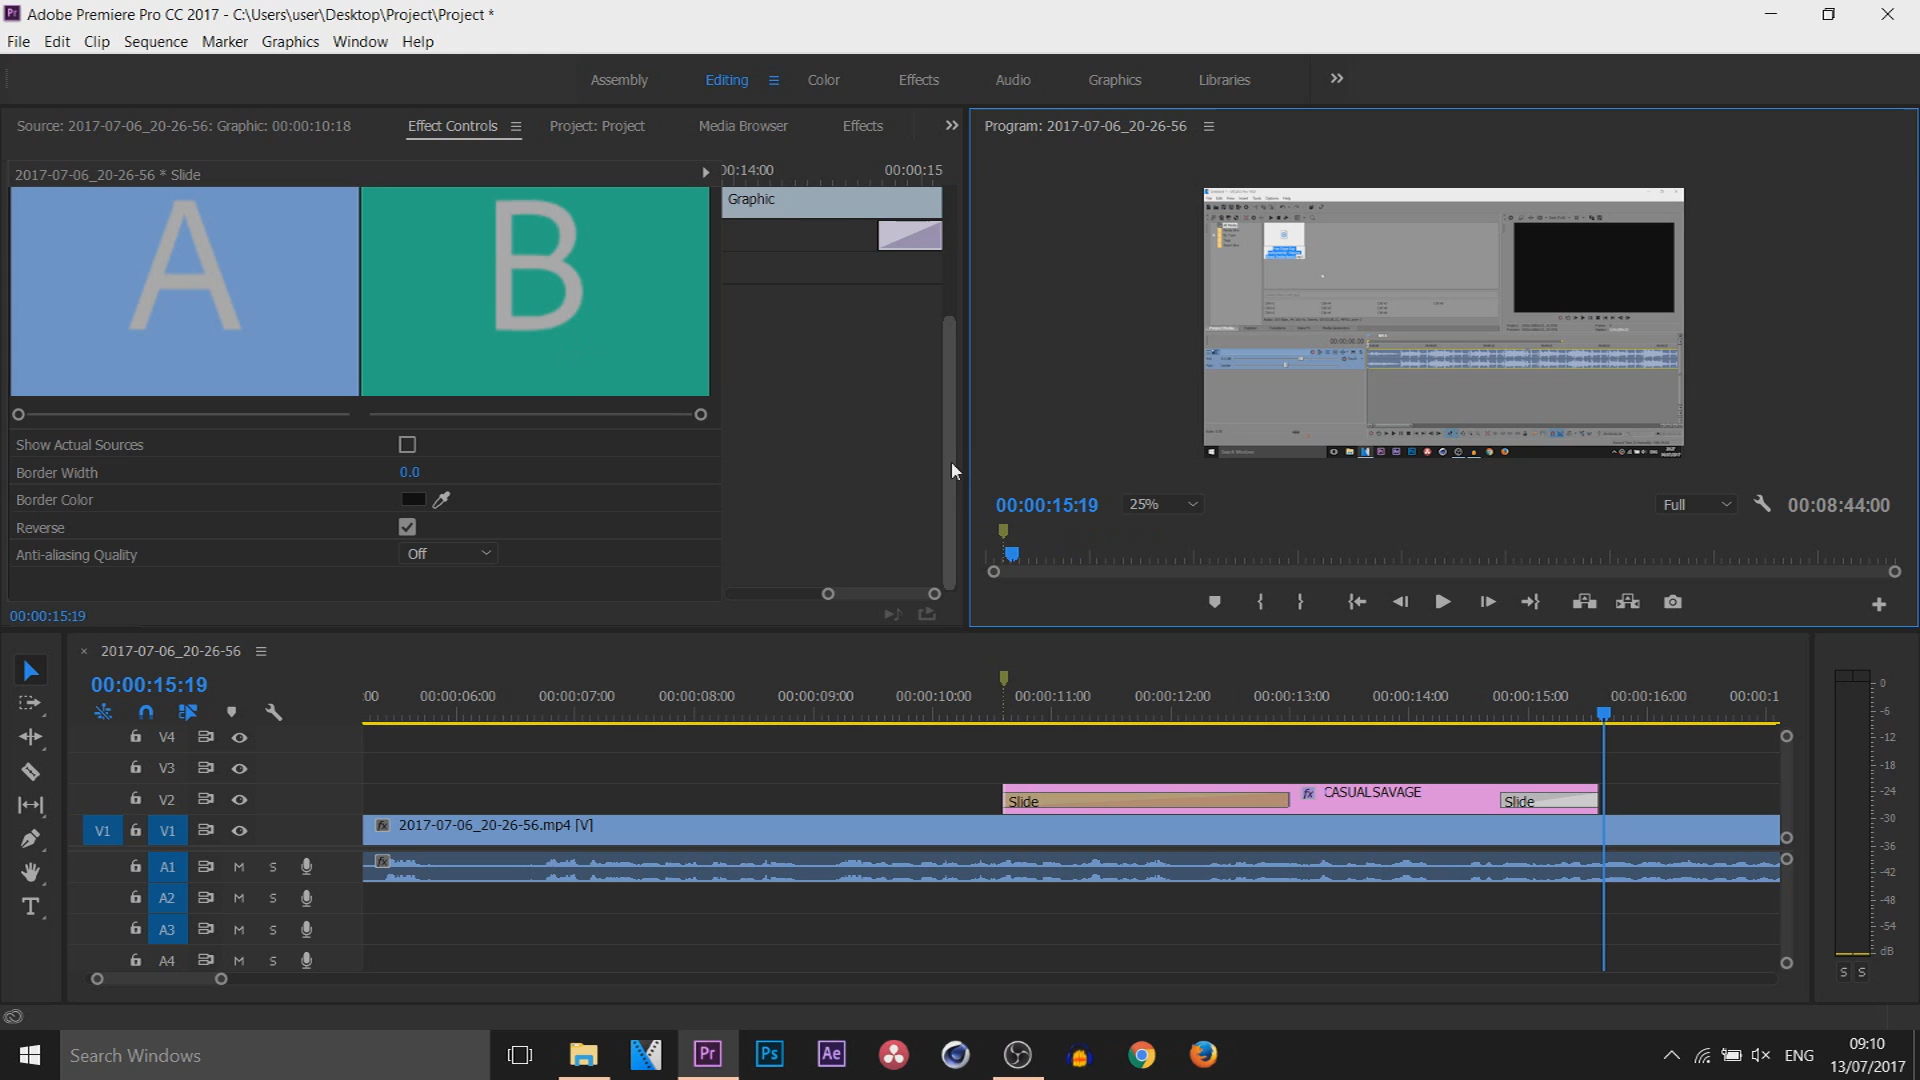 Pr Adobe Premiere Pro CC 2017 - C:\Users\user\Desktop\Project\Project *
File Edit Clip Sequence Marker Graphics Window Help
Assembly Editing Color Effects Audio Graphics Libraries
Source: 2017-07-06_20-26-56: Graphic: 00:00:10:18 Effect Controls Project: Project Media Browser Effects
Program: 2017-07-06_20-26-56
2017-07-06_20-26-56 * Slide
00:14:00 00:00:15
Graphic
A B
Show Actual Sources
Border Width 0.0
Border Color
Reverse
Anti-aliasing Quality Off
00:00:15:19
00:00:15:19 25% Full 00:08:44:00
2017-07-06_20-26-56
00:00:15:19
:00 00:00:06:00 00:00:07:00 00:00:08:00 00:00:09:00 00:00:10:00 00:00:11:00 00:00:12:00 00:00:13:00 00:00:14:00 00:00:15:00 00:00:16:00 00:00:1
V4
V3
V2
Slide fx CASUAL SAVAGE Slide
V1 V1
fx 2017-07-06_20-26-56.mp4 [V]
A1 M S
fx
A2 M S
A3 M S
A4 M S
0
-6
-12
-18
-24
-30
-36
-42
-48
-54
dB
S S
Search Windows
Pr Ps Ae
ENG
09:10
13/07/2017